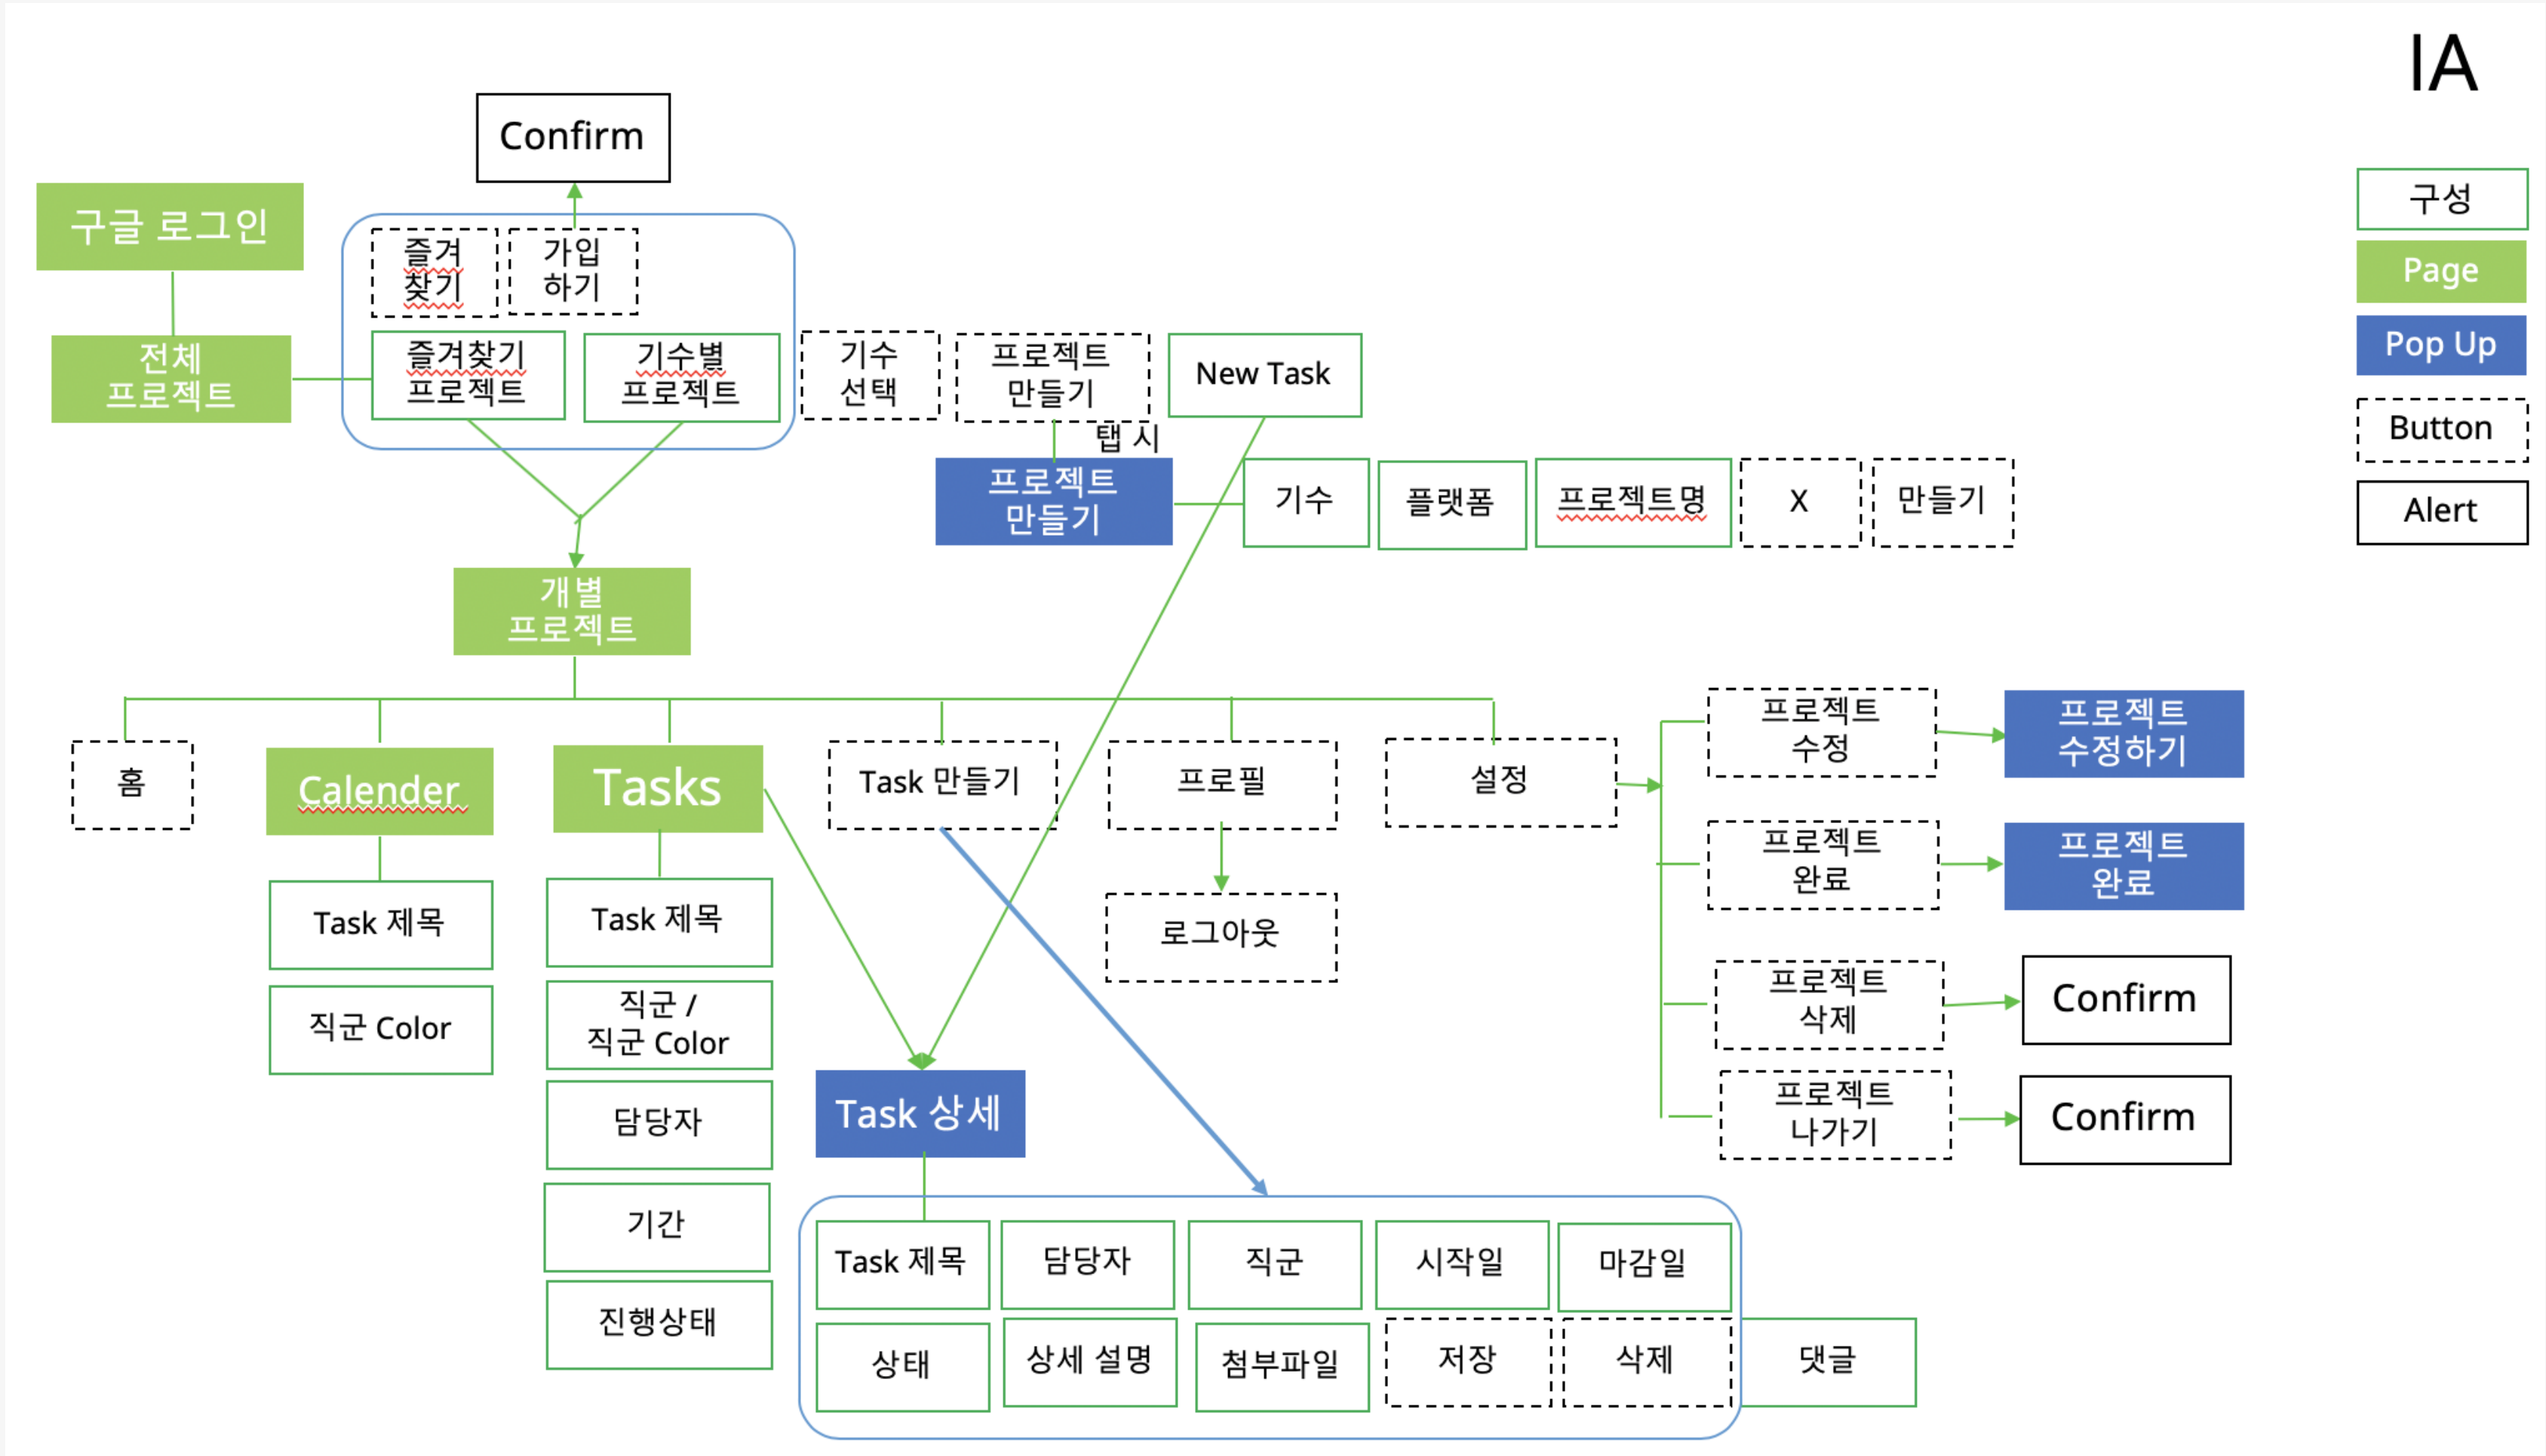 IA
Confirm
구글 로그인
즐겨
찾기
가입
하기
전체
프로젝트
즐겨찾기
프로젝트
기수별
프로젝트
기수
선택
프로젝트
만들기
New Task
탭 시
프로젝트
만들기
기수
플랫폼
프로젝트명
X
만들기
구성
Page
Pop Up
Button
Alert
개별
프로젝트
홈
Calender
Tasks
Task 만들기
프로필
설정
프로젝트
수정
프로젝트
수정하기
프로젝트
완료
프로젝트
완료
프로젝트
삭제
Confirm
프로젝트
나가기
Confirm
로그아웃
Task 제목
직군 Color
Task 제목
직군 /
직군 Color
담당자
기간
진행상태
Task 상세
Task 제목
담당자
직군
시작일
마감일
상태
상세 설명
첨부파일
저장
삭제
댓글